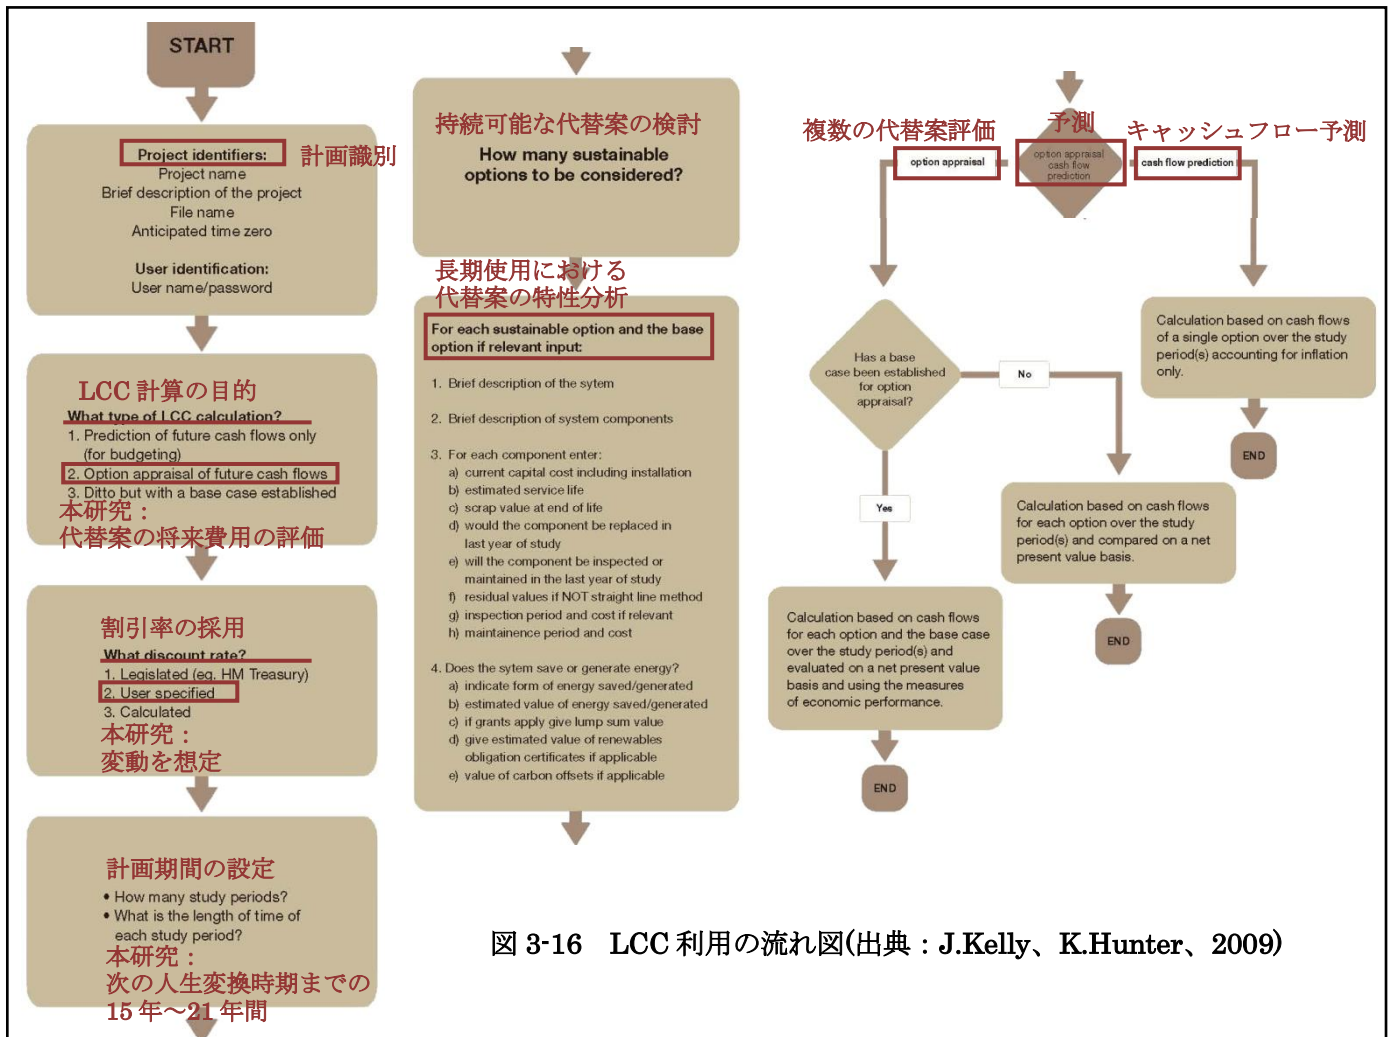 START
Project identifiers:
計画識別
Project name
Brief description of the project
File name
Anticipated time zero
User identification:
User name/password
LCC 計算の目的
What type of LCC calculation?
1. Prediction of future cash flows only
(for budgeting)
2. Option appraisal of future cash flows
3. Ditto but with a base case established
本研究：
代替案の将来費用の評価
割引率の採用
What discount rate?
1. Legislated (eg. HM Treasury)
2. User specified
3. Calculated
本研究：
変動を想定
計画期間の設定
• How many study periods?
• What is the length of time of
each study period?
本研究：
次の人生変換時期までの
15 年～21 年間
持続可能な代替案の検討
How many sustainable
options to be considered?
長期使用における
代替案の特性分析
For each sustainable option and the base
option if relevant input:
1. Brief description of the sytem
2. Brief description of system components
3. For each component enter:
a) current capital cost including installation
b) estimated service life
c) scrap value at end of life
d) would the component be replaced in
last year of study
e) will the component be inspected or
maintained in the last year of study
f) residual values if NOT straight line method
g) inspection period and cost if relevant
h) maintainence period and cost
4. Does the sytem save or generate energy?
a) indicate form of energy saved/generated
b) estimated value of energy saved/generated
c) if grants apply give lump sum value
d) give estimated value of renewables
obligation certificates if applicable
e) value of carbon offsets if applicable
複数の代替案評価
予測
キャッシュフロー予測
option appraisal
option appraisal
cash flow
prediction
cash flow prediction
Has a base
case been established
for option
appraisal?
No
Yes
Calculation based on cash flows
of a single option over the study
period(s) accounting for inflation
only.
END
Calculation based on cash flows
for each option over the study
period(s) and compared on a net
present value basis.
END
Calculation based on cash flows
for each option and the base case
over the study period(s) and
evaluated on a net present value
basis and using the measures
of economic performance.
END
図 3-16 LCC 利用の流れ図(出典：J.Kelly、K.Hunter、2009)